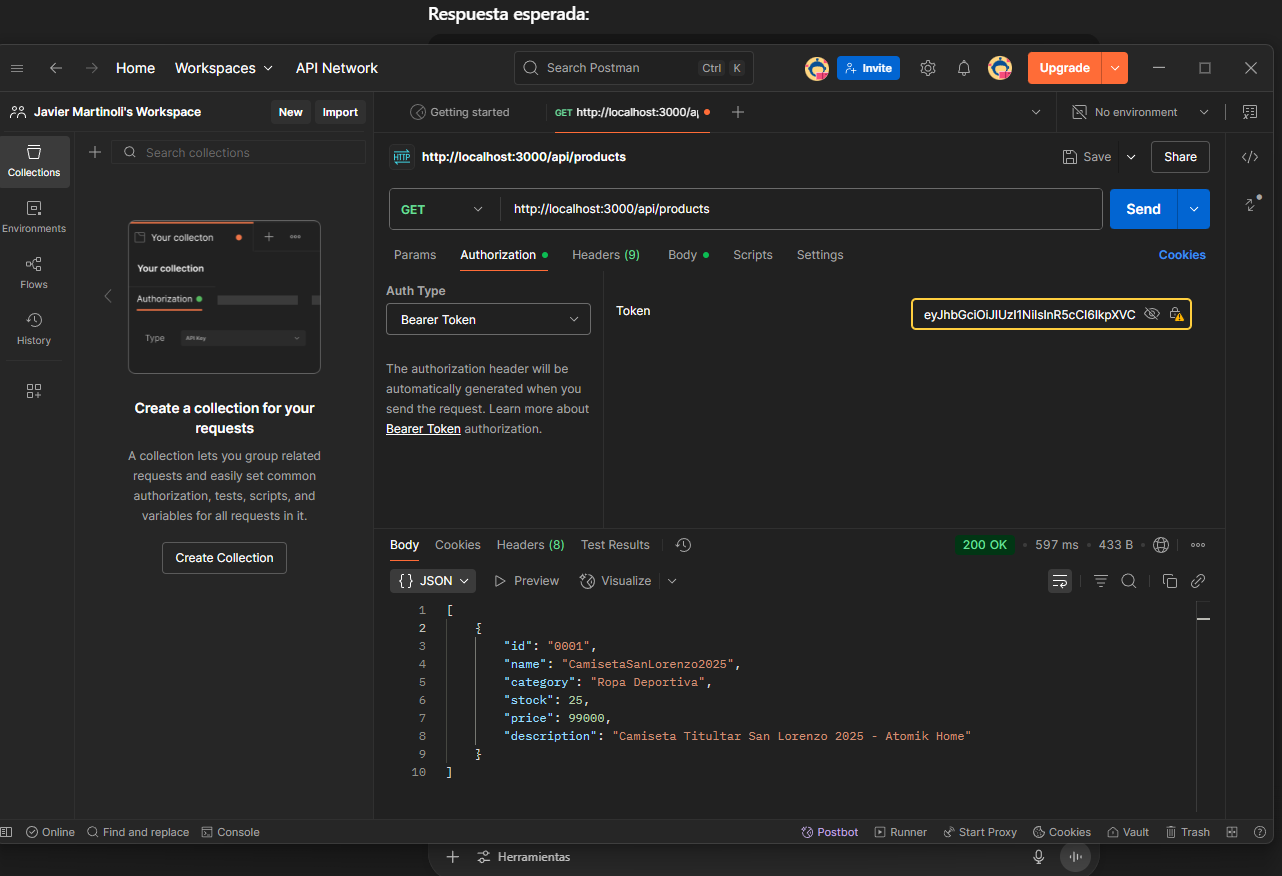 Respuesta esperada:
Home
Workspaces
API Network
Search Postman
Ctrl K
Invite
Upgrade
Javier Martinoli's Workspace
New
Import
Getting started
GET http://localhost:3000/a
No environment
Collections
Environments
Flows
History
Search collections
Your collecton
Your collection
Authorization
Type
API Key
Create a collection for your
requests
A collection lets you group related
requests and easily set common
authorization, tests, scripts, and
variables for all requests in it.
Create Collection
HTTP http://localhost:3000/api/products
Save
Share
GET
http://localhost:3000/api/products
Send
Params
Authorization
Headers (9)
Body
Scripts
Settings
Cookies
Auth Type
Bearer Token
The authorization header will be
automatically generated when you
send the request. Learn more about
Bearer Token authorization.
Token
eyJhbGciOiJIUzI1NiIsInR5cCI6IkpXVC
Body
Cookies
Headers (8)
Test Results
200 OK
597 ms
433 B
{ } JSON
Preview
Visualize
1 [
2 {
3 "id": "0001",
4 "name": "CamisetaSanLorenzo2025",
5 "category": "Ropa Deportiva",
6 "stock": 25,
7 "price": 99000,
8 "description": "Camiseta Titultar San Lorenzo 2025 - Atomik Home"
9 }
10 ]
Online
Find and replace
Console
Postbot
Runner
Start Proxy
Cookies
Vault
Trash
Herramientas